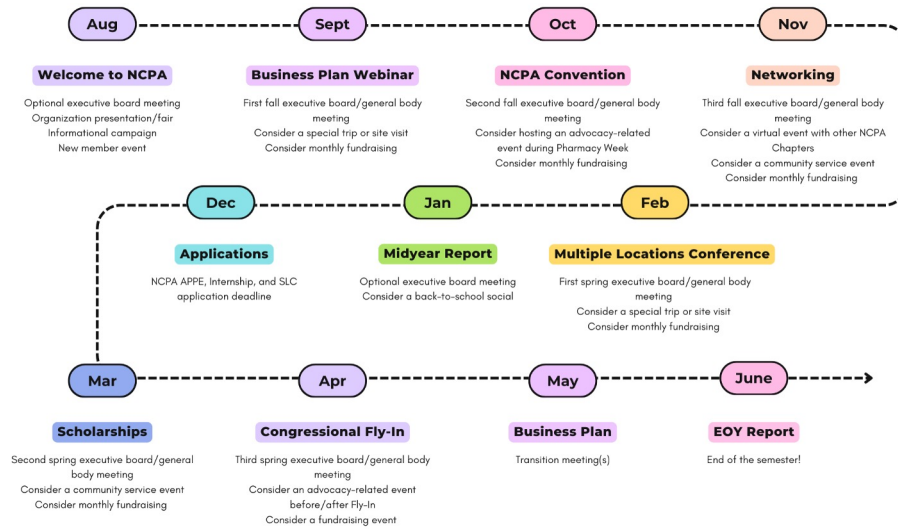 Aug
Sept
Oct
Nov
Welcome to NCPA
Optional executive board meeting
Organization presentation/fair
Informational campaign
New member event
Business Plan Webinar
First fall executive board/general body
meeting
Consider a special trip or site visit
Consider monthly fundraising
NCPA Convention
Second fall executive board/general body
meeting
Consider hosting an advocacy-related
event during Pharmacy Week
Consider monthly fundraising
Networking
Third fall executive board/general body
meeting
Consider a virtual event with other NCPA
Chapters
Consider a community service event
Consider monthly fundraising
Dec
Jan
Feb
Applications
NCPA APPE, Internship, and SLC
application deadline
Midyear Report
Optional executive board meeting
Consider a back-to-school social
Multiple Locations Conference
First spring executive board/general body
meeting
Consider a special trip or site visit
Consider monthly fundraising
Mar
Apr
May
June
Scholarships
Second spring executive board/general
body meeting
Consider a community service event
Consider monthly fundraising
Congressional Fly-In
Third spring executive board/general body
meeting
Consider an advocacy-related event
before/after Fly-In
Consider a fundraising event
Business Plan
Transition meeting(s)
EOY Report
End of the semester!